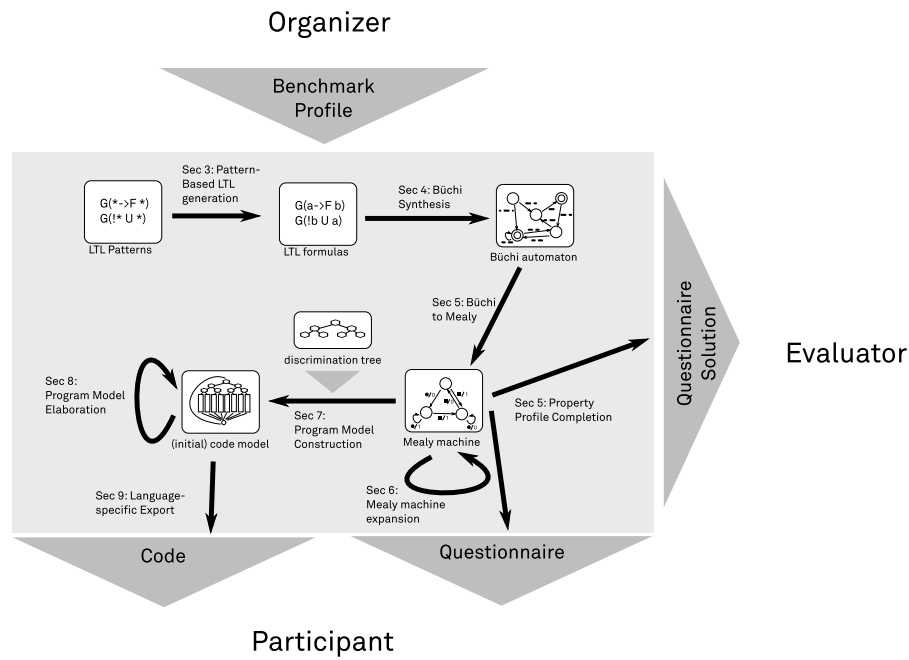 Organizer
Benchmark
Profile
Sec 3: Pattern-
Based LTL
generation
G(*->F *)
G(!* U *)
LTL Patterns
G(a->F b)
G(!b U a)
LTL formulas
Sec 4: Büchi
Synthesis
Büchi automaton
Sec 5: Büchi
to Mealy
discrimination tree
Questionnaire
Solution
Evaluator
Sec 8:
Program Model
Elaboration
(initial) code model
Sec 7:
Program Model
Construction
Mealy machine
Sec 5: Property
Profile Completion
Sec 6:
Mealy machine
expansion
Sec 9: Language-
specific Export
Code
Questionnaire
Participant